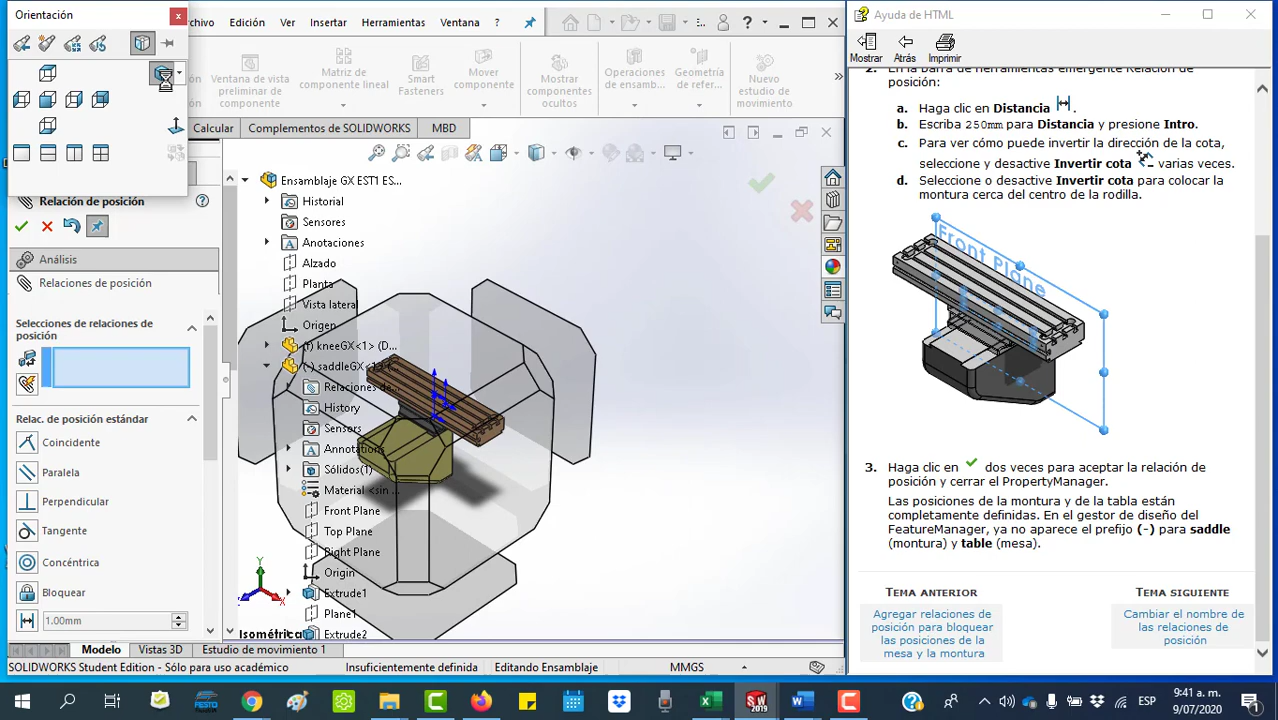 Orientación
rchivo
Edición
Ver
Insertar
Herramientas
Ventana
?
Ventana de vista
preliminar de
componente
Matriz de
componente lineal
Smart
Fasteners
Mover
componente
Mostrar
componentes
ocultos
Operaciones
de ensamb...
Geometría
de refer...
Nuevo
estudio de
movimiento
Calcular
Complementos de SOLIDWORKS
MBD
Relación de posición
Análisis
Relaciones de posición
Selecciones de relaciones de
posición
Relac. de posición estándar
Coincidente
Paralela
Perpendicular
Tangente
Concéntrica
Bloquear
1.00mm
Ensamblaje GX EST1 ES...
Historial
Sensores
Anotaciones
Alzado
Planta
Vista lateral
Origen
(f) kneeGX<1> (D...
(-) saddleGX<1> (...
Relaciones de
History
Sensors
Annotations
Sólidos(1)
Material <sin ...
Front Plane
Top Plane
Right Plane
Origin
Extrude1
Plane1
Extrude2
Y
X
Isométrica
Modelo
Vistas 3D
Estudio de movimiento 1
SOLIDWORKS Student Edition - Sólo para uso académico
Insuficientemente definida
Editando Ensamblaje
MMGS
Ayuda de HTML
Mostrar
Atrás
Imprimir
2. En la barra de herramientas emergente Relación de
posición:
a. Haga clic en Distancia .
b. Escriba 250mm para Distancia y presione Intro.
c. Para ver cómo puede invertir la dirección de la cota,
seleccione y desactive Invertir cota varias veces.
d. Seleccione o desactive Invertir cota para colocar la
montura cerca del centro de la rodilla.
Front Plane
3. Haga clic en dos veces para aceptar la relación de
posición y cerrar el PropertyManager.
Las posiciones de la montura y de la tabla están
completamente definidas. En el gestor de diseño del
FeatureManager, ya no aparece el prefijo (-) para saddle
(montura) y table (mesa).
TEMA ANTERIOR
Agregar relaciones de
posición para bloquear
las posiciones de la
mesa y la montura
TEMA SIGUIENTE
Cambiar el nombre de
las relaciones de
posición
FESTO
SW
2019
ESP
9:41 a. m.
9/07/2020